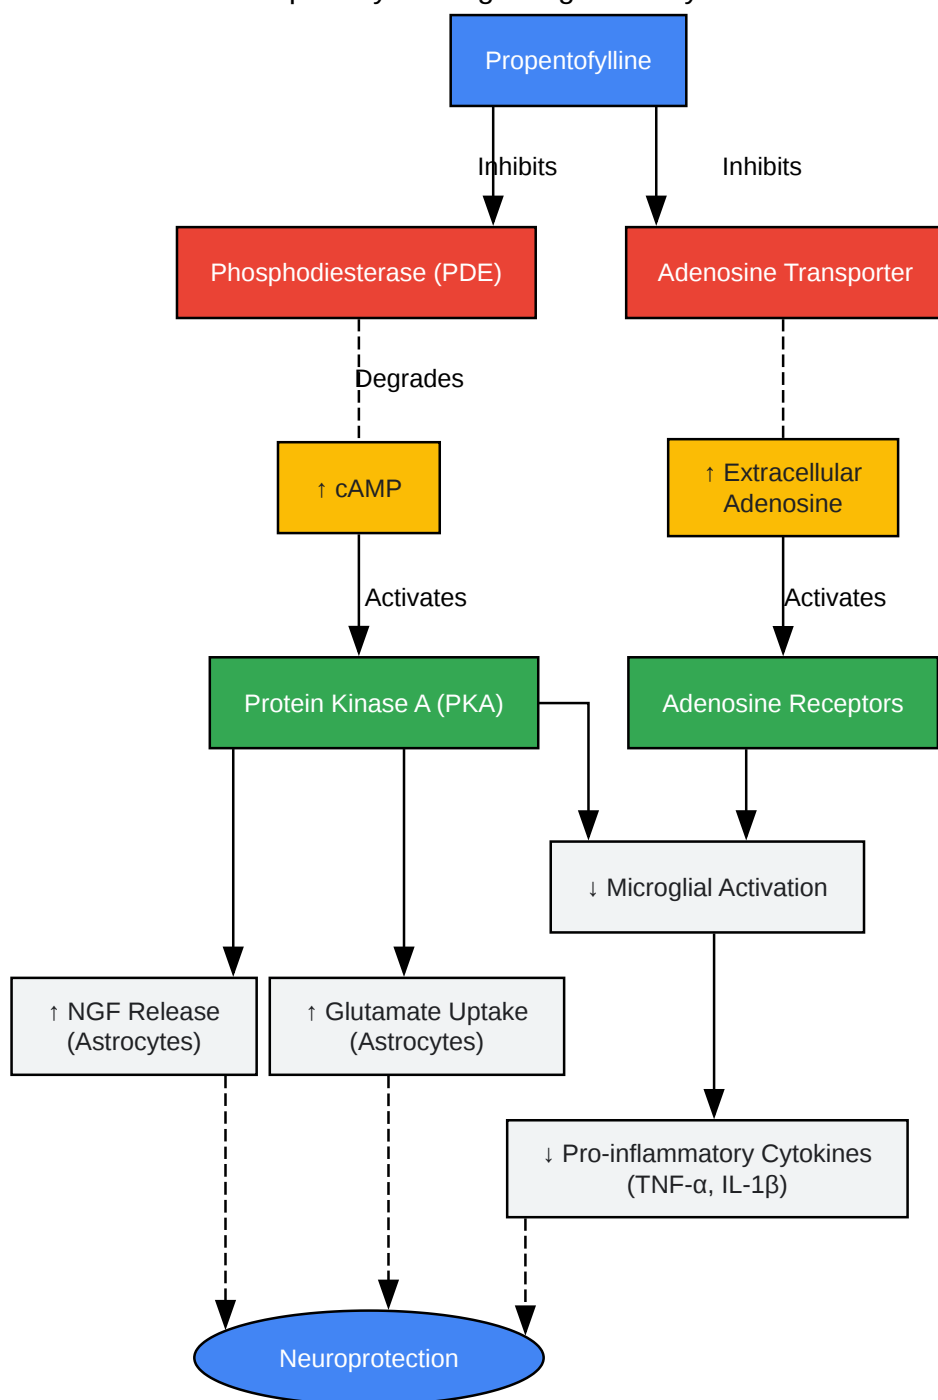 Propentofylline
Inhibits
Inhibits
Phosphodiesterase (PDE)
Adenosine Transporter
Degrades
↑ cAMP
↑ Extracellular
Adenosine
Activates
Activates
Protein Kinase A (PKA)
Adenosine Receptors
↓ Microglial Activation
↑ NGF Release
(Astrocytes)
↑ Glutamate Uptake
(Astrocytes)
↓ Pro-inflammatory Cytokines
(TNF-α, IL-1β)
Neuroprotection